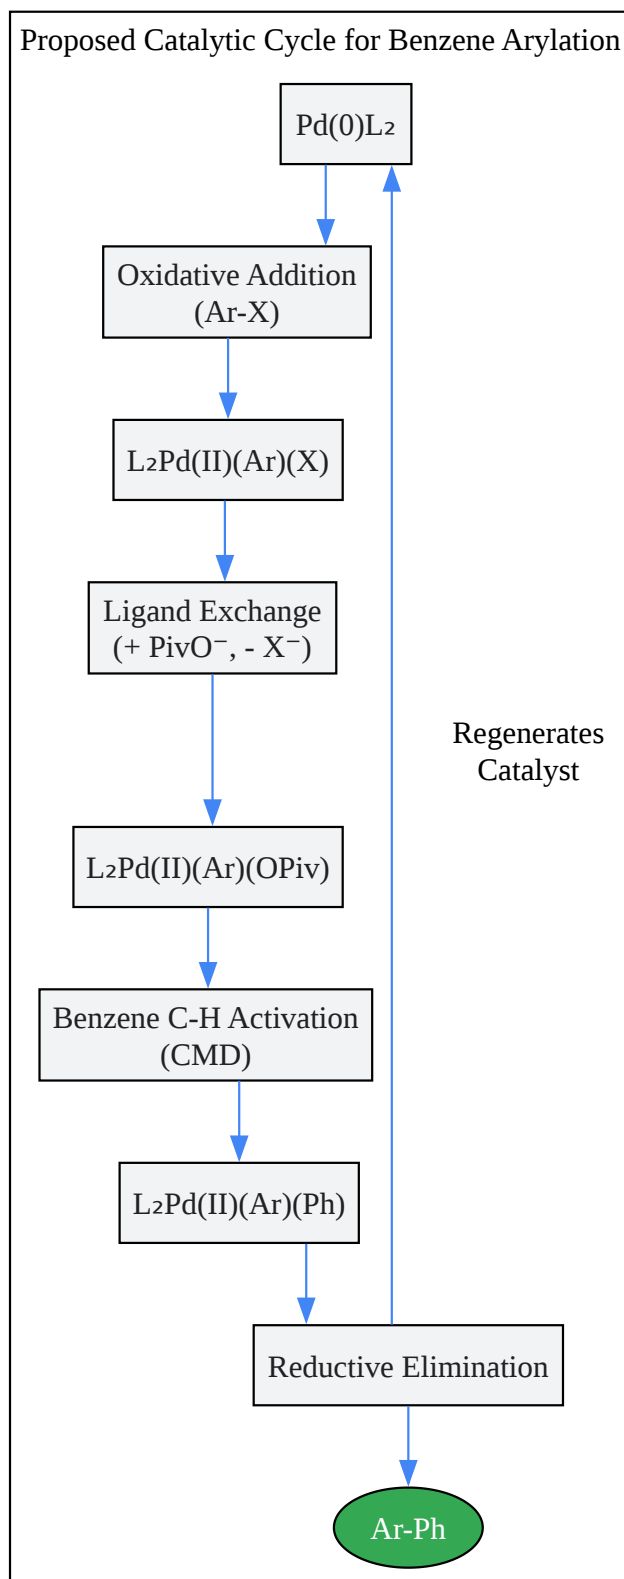 Proposed Catalytic Cycle for Benzene Arylation
Pd(0)L₂
Oxidative Addition
(Ar-X)
L₂Pd(II)(Ar)(X)
Ligand Exchange
(+ PivO⁻, - X⁻)
Regenerates
Catalyst
L₂Pd(II)(Ar)(OPiv)
Benzene C-H Activation
(CMD)
L₂Pd(II)(Ar)(Ph)
Reductive Elimination
Ar-Ph